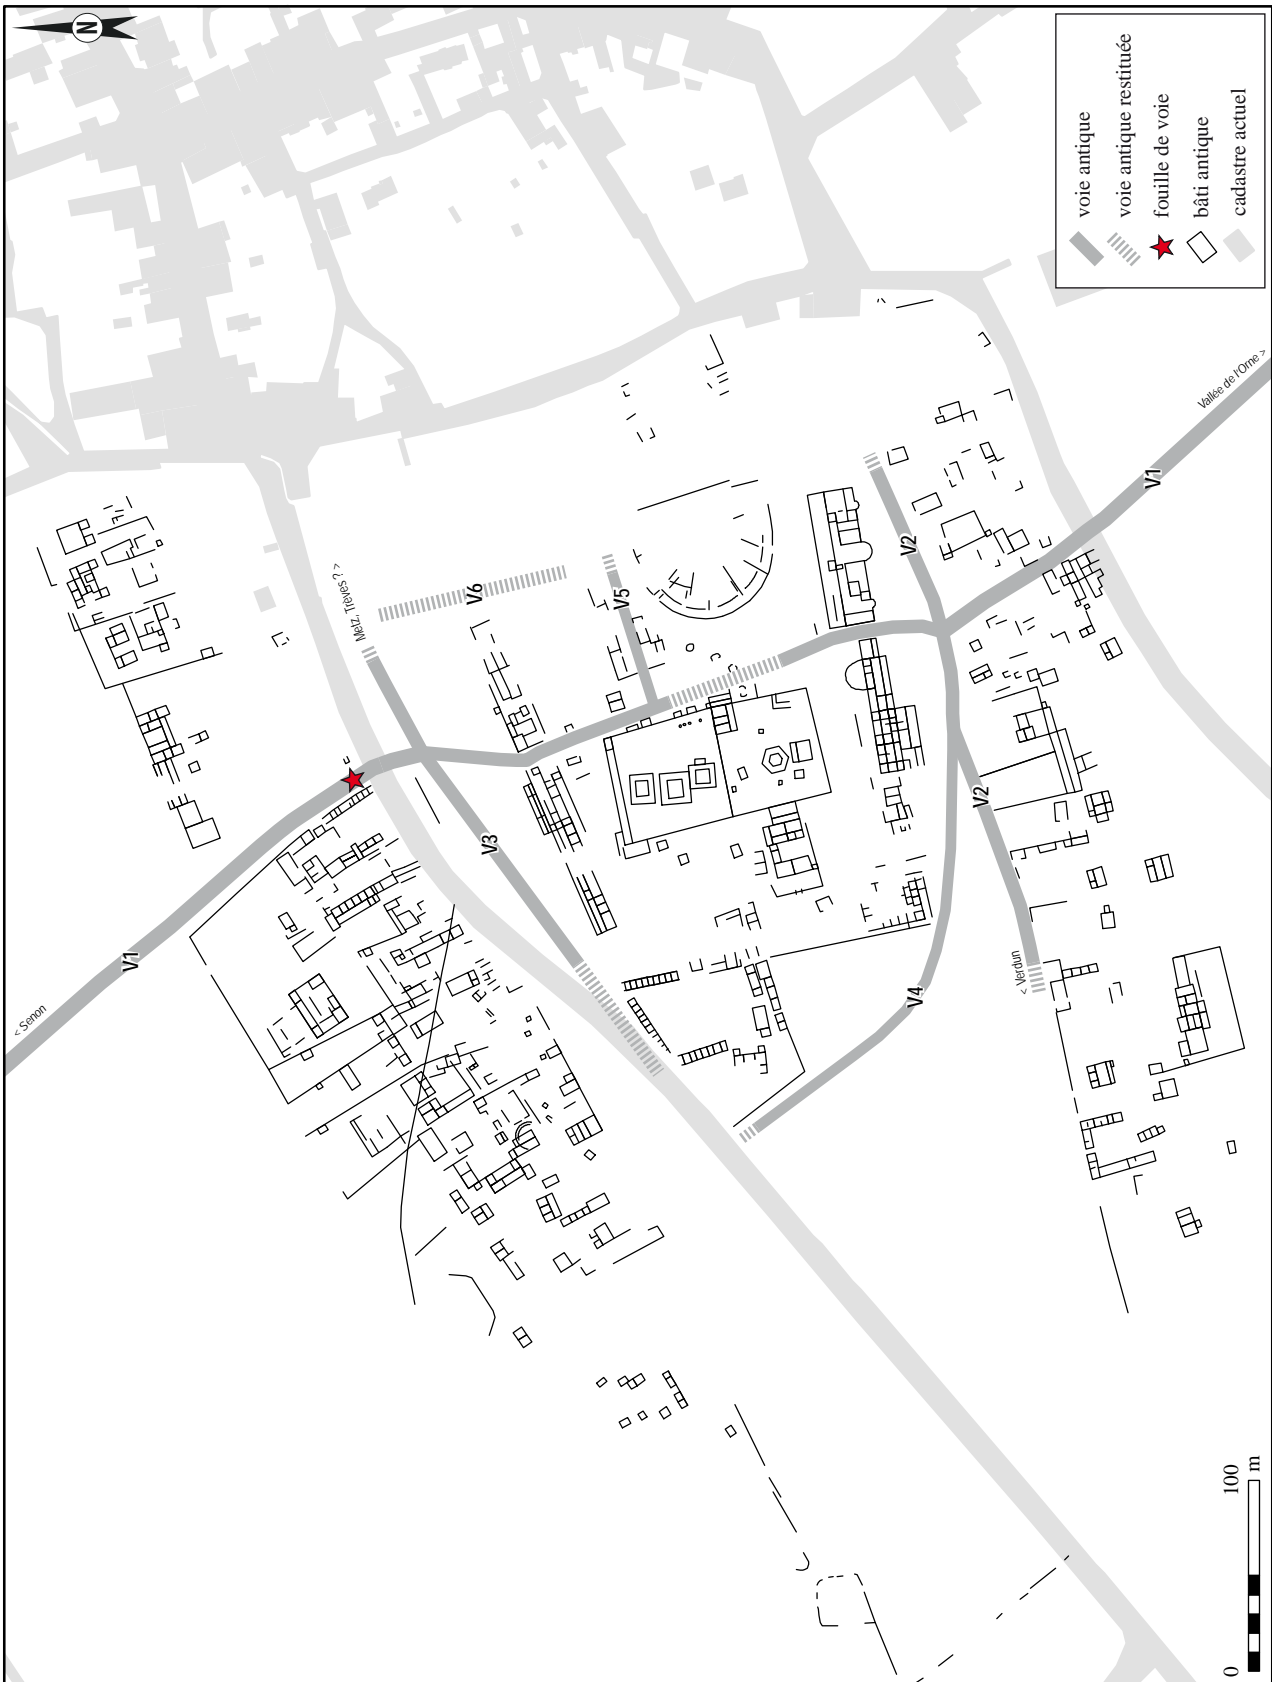 N
voie antique
voie antique restituée
fouille de voie
bâti antique
cadastre actuel
< Senon
V1
Metz, Trèves ? >
V6
V3
V5
V2
V1
V2
V4
< Verdun
Vallée de l'Orne >
0
100
m